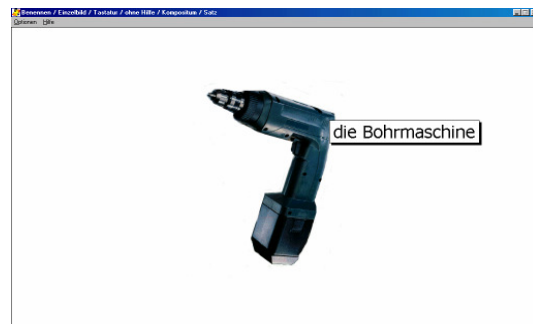 Benennen / Einzelbild / Tastatur / ohne Hilfe / Kompositum / Satz
Optionen Hilfe
die Bohrmaschine